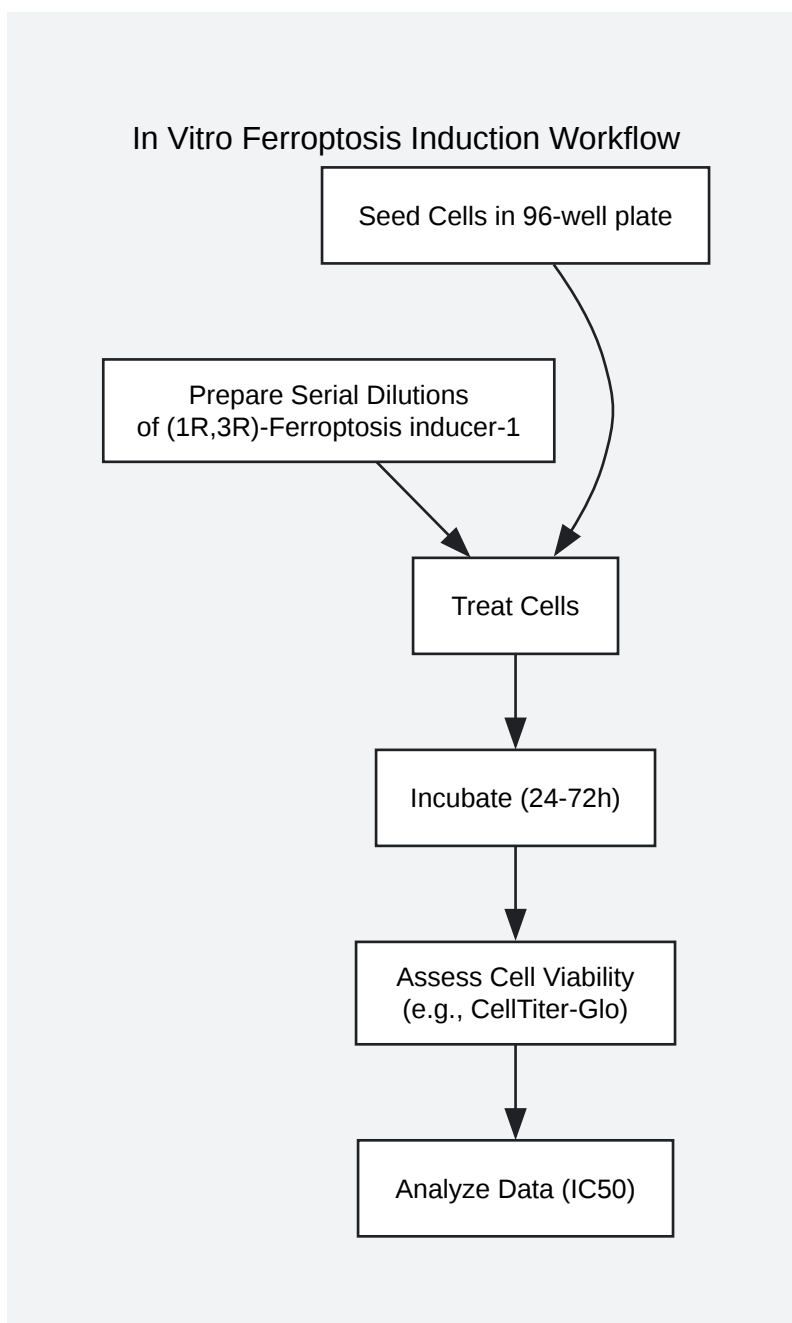 In Vitro Ferroptosis Induction Workflow
Seed Cells in 96-well plate
Prepare Serial Dilutions
of (1R,3R)-Ferroptosis inducer-1
Treat Cells
Incubate (24-72h)
Assess Cell Viability
(e.g., CellTiter-Glo)
Analyze Data (IC50)